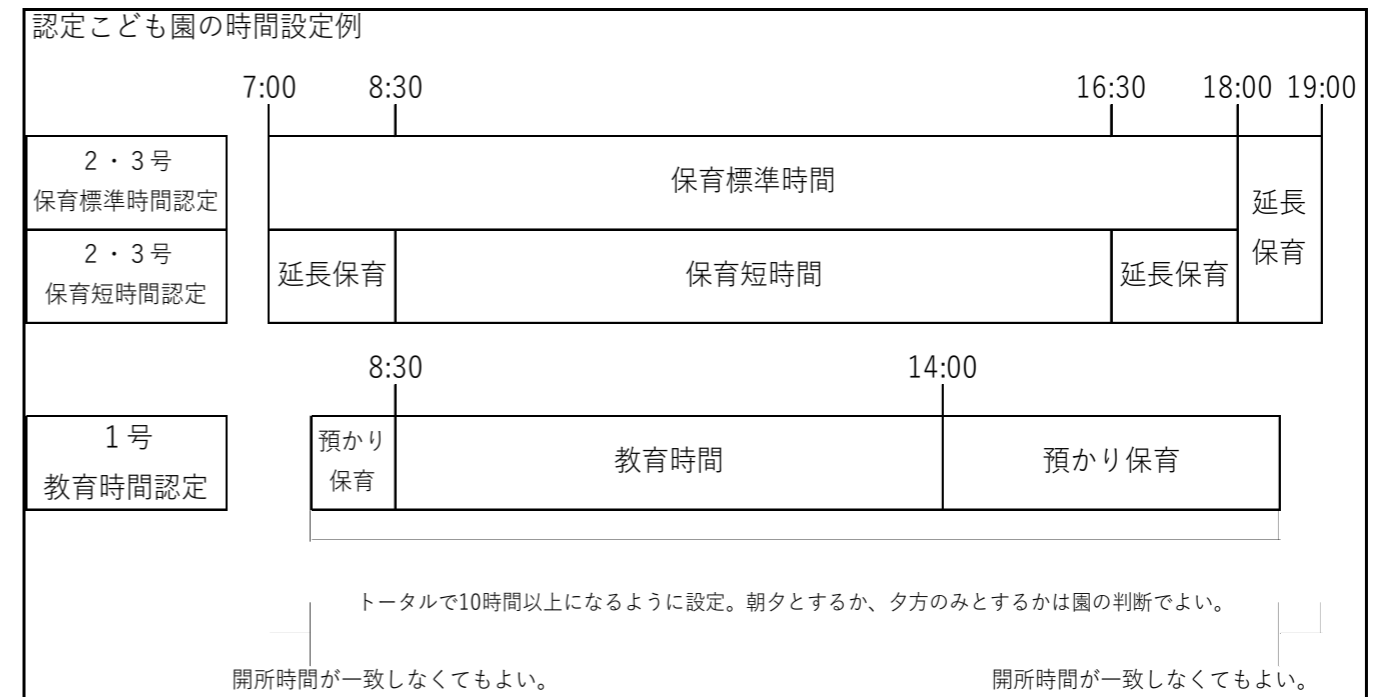 認定こども園の時間設定例
7:00 8:30 16:30 18:00 19:00
２・３号
保育標準時間認定
保育標準時間
延長
保育
２・３号
保育短時間認定
延長保育 保育短時間 延長保育
8:30 14:00
１号
教育時間認定
預かり
保育
教育時間
預かり保育
トータルで10時間以上になるように設定。朝夕とするか、夕方のみとするかは園の判断でよい。
開所時間が一致しなくてもよい。 開所時間が一致しなくてもよい。